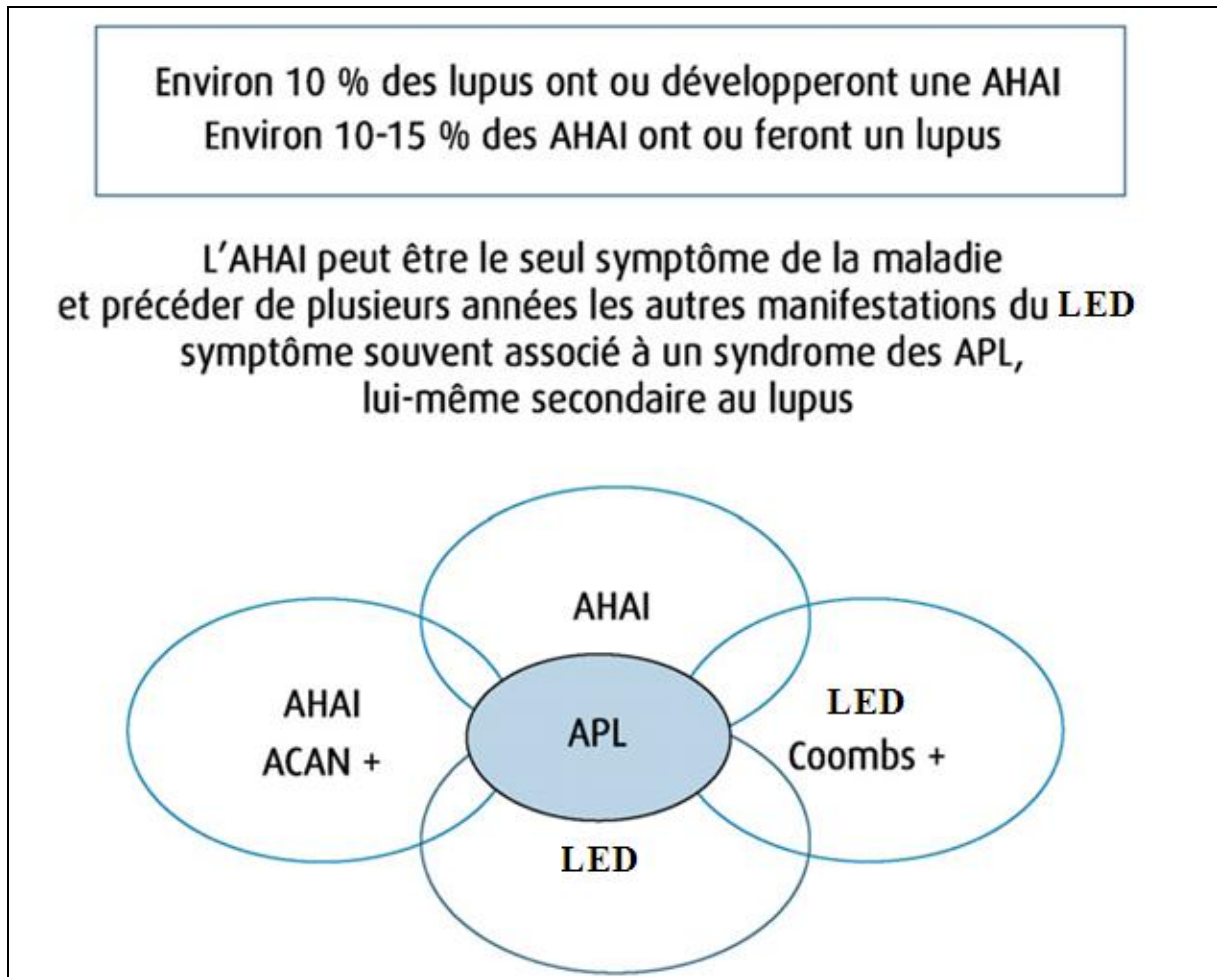 Environ 10 % des lupus ont ou développeront une AHAI
Environ 10-15 % des AHAI ont ou feront un lupus
L'AHAI peut être le seul symptôme de la maladie
et précéder de plusieurs années les autres manifestations du LED
symptôme souvent associé à un syndrome des APL,
lui-même secondaire au lupus
AHAI
AHAI
ACAN +
APL
LED
Coombs +
LED